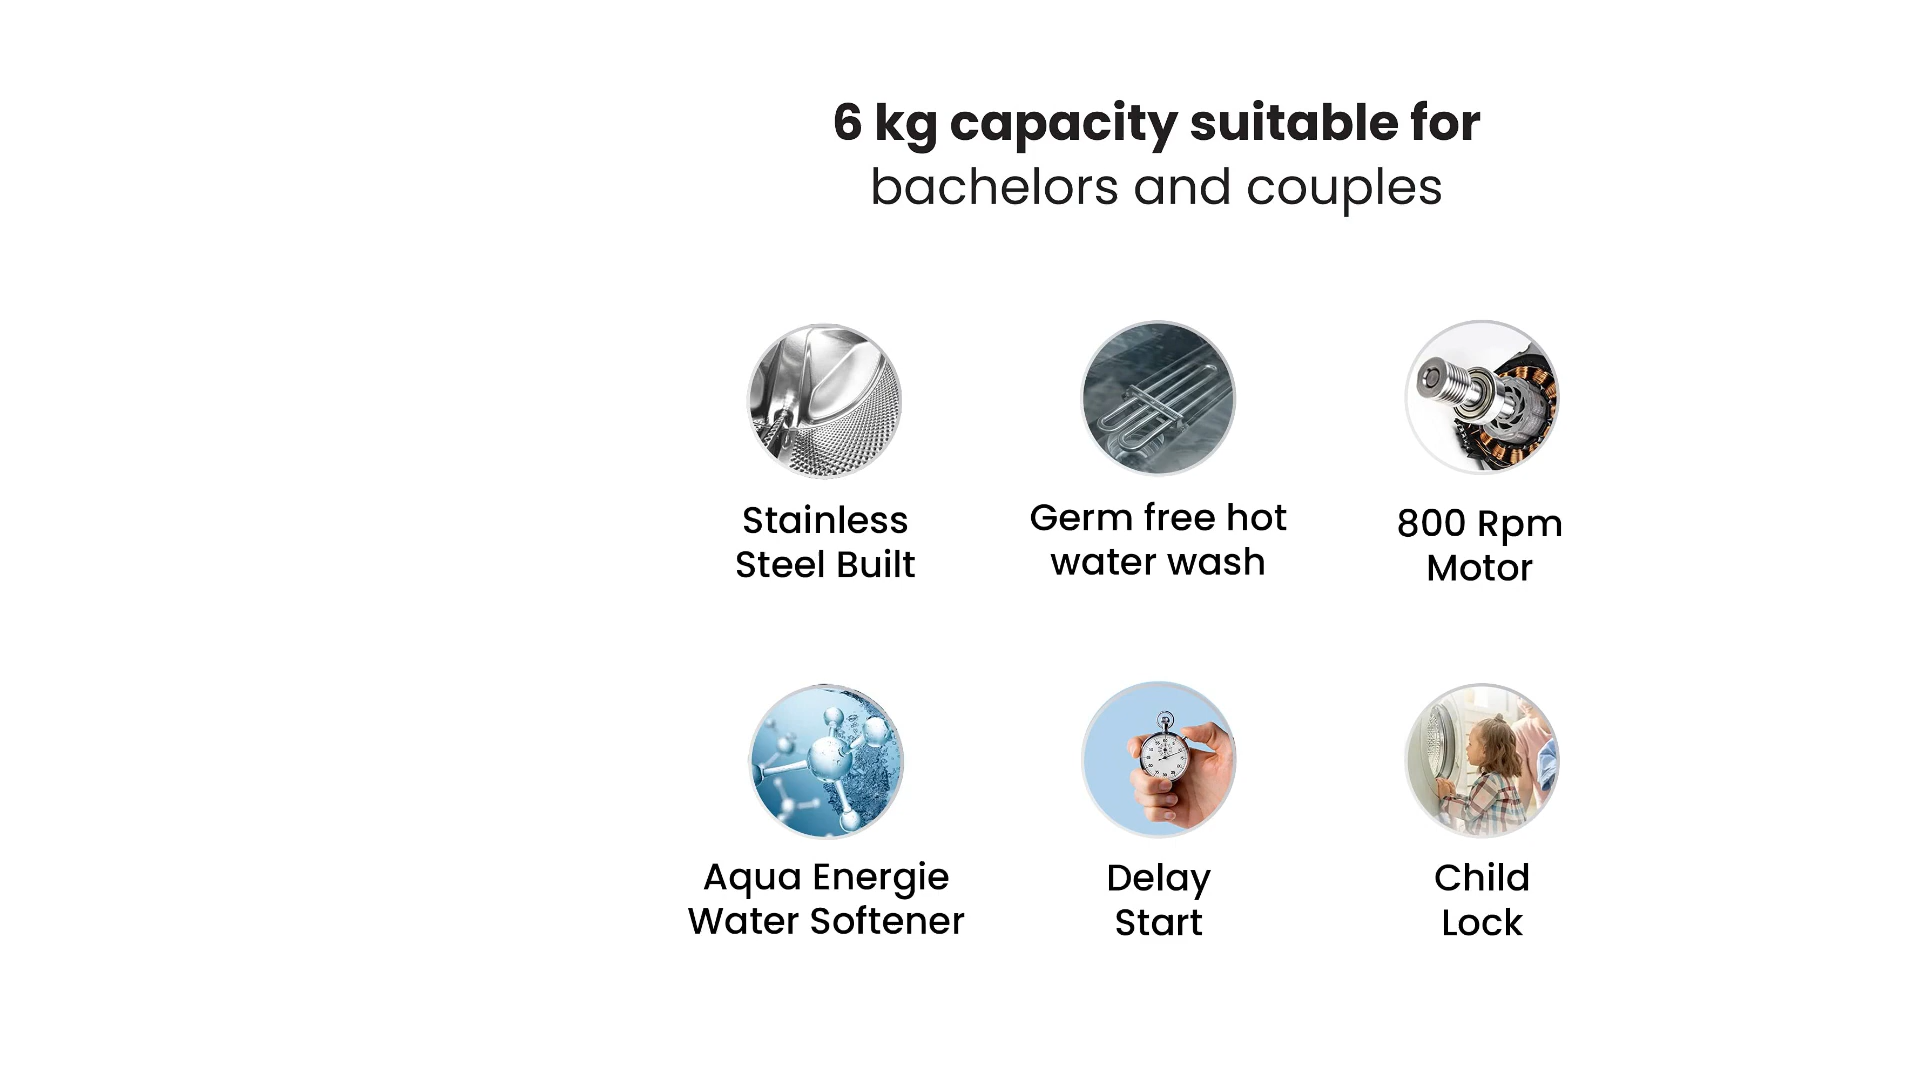 6 kg capacity suitable for
bachelors and couples
Stainless
Steel Built
Germ free hot
water wash
800 Rpm
Motor
Aqua Energie
Water Softener
Delay
Start
Child
Lock